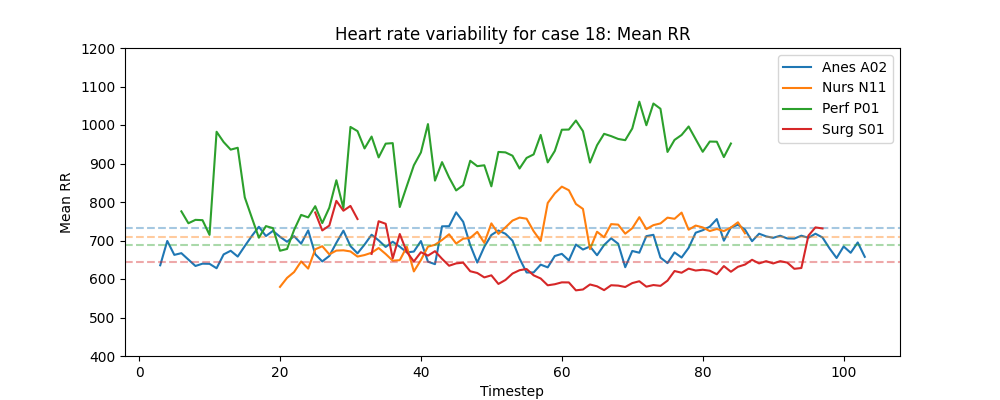 Heart rate variability for case 18: Mean RR
Mean RR
1200
1100
1000
900
800
700
600
500
400
0
20
40
60
80
100
Timestep
Anes A02
Nurs N11
Perf P01
Surg S01